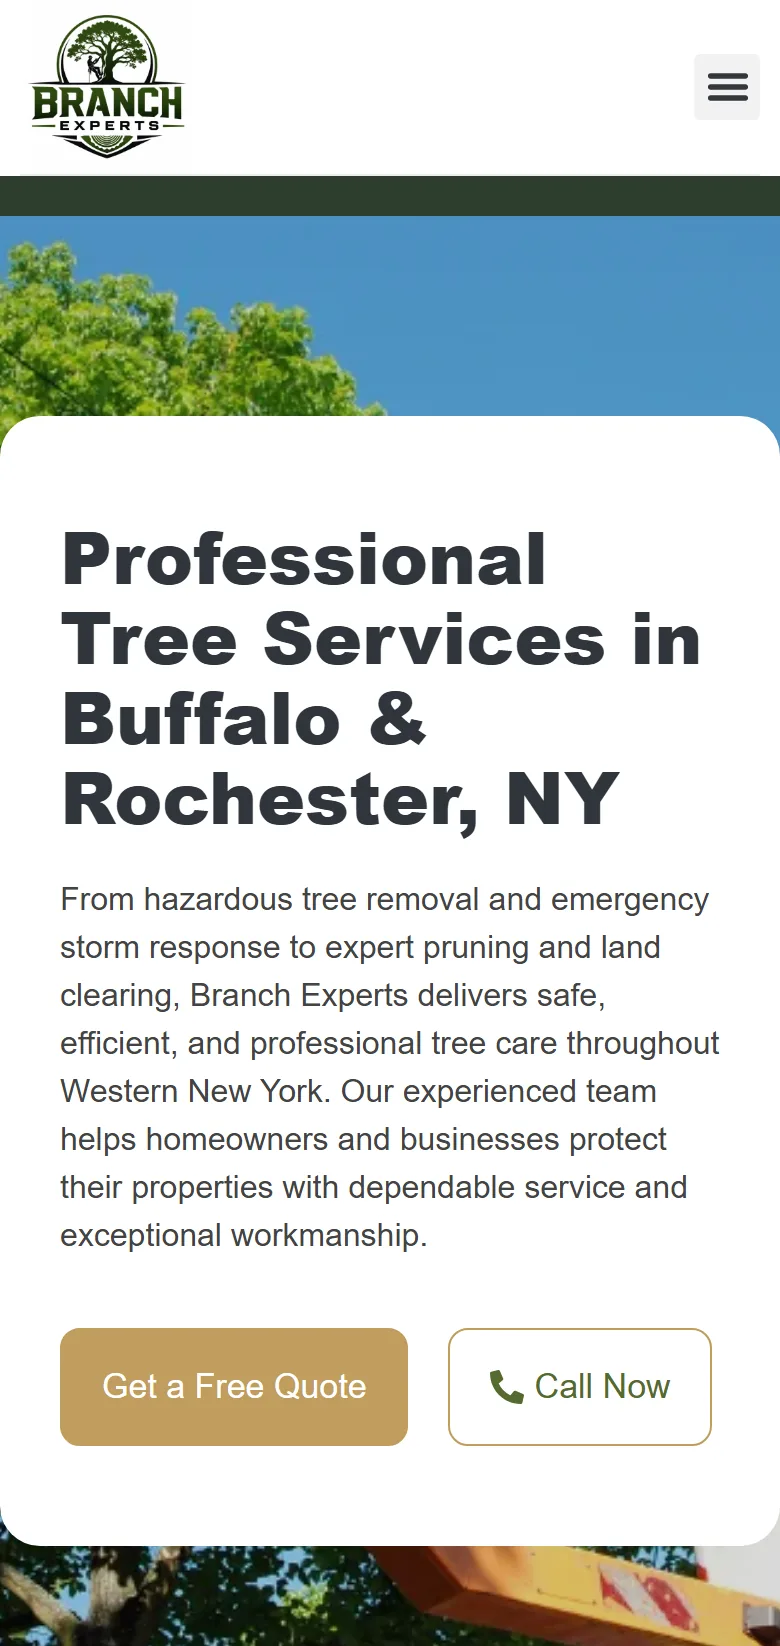 BRANCH
EXPERTS
Professional
Tree Services in
Buffalo &
Rochester, NY
From hazardous tree removal and emergency
storm response to expert pruning and land
clearing, Branch Experts delivers safe,
efficient, and professional tree care throughout
Western New York. Our experienced team
helps homeowners and businesses protect
their properties with dependable service and
exceptional workmanship.
Get a Free Quote
Call Now